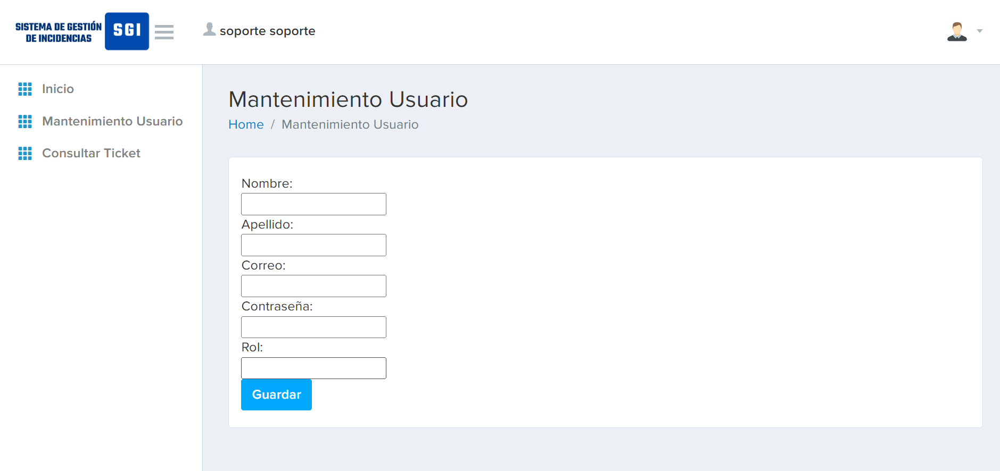 SISTEMA DE GESTIÓN
DE INCIDENCIAS
SGI
soporte soporte
Inicio
Mantenimiento Usuario
Consultar Ticket
Mantenimiento Usuario
Home / Mantenimiento Usuario
Nombre:
Apellido:
Correo:
Contraseña:
Rol:
Guardar